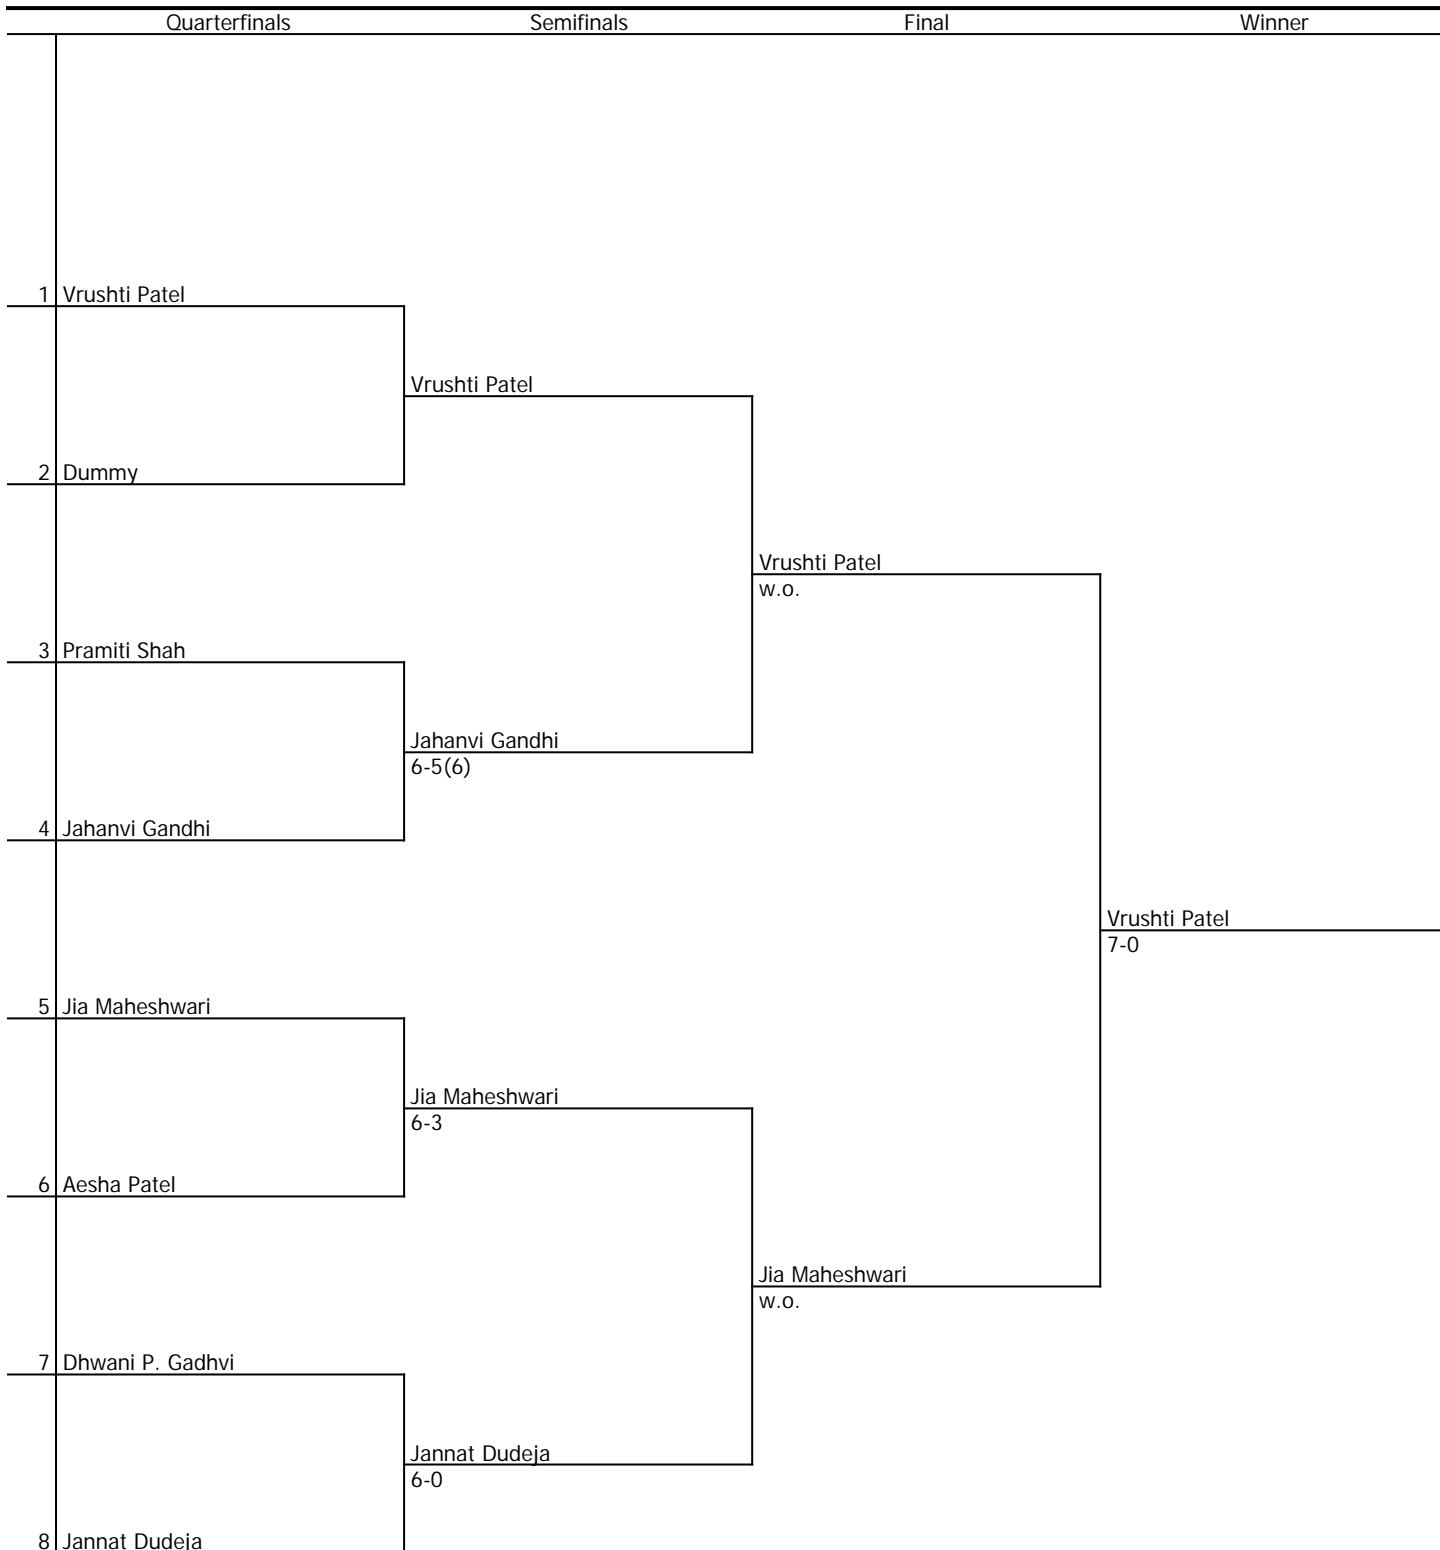 Quarterfinals Semifinals Final Winner
1 Vrushti Patel
Vrushti Patel
2 Dummy
Vrushti Patel
w.o.
3 Pramiti Shah
Jahanvi Gandhi
6-5(6)
4 Jahanvi Gandhi
Vrushti Patel
7-0
5 Jia Maheshwari
Jia Maheshwari
6-3
6 Aesha Patel
Jia Maheshwari
w.o.
7 Dhwani P. Gadhvi
Jannat Dudeja
6-0
8 Jannat Dudeja